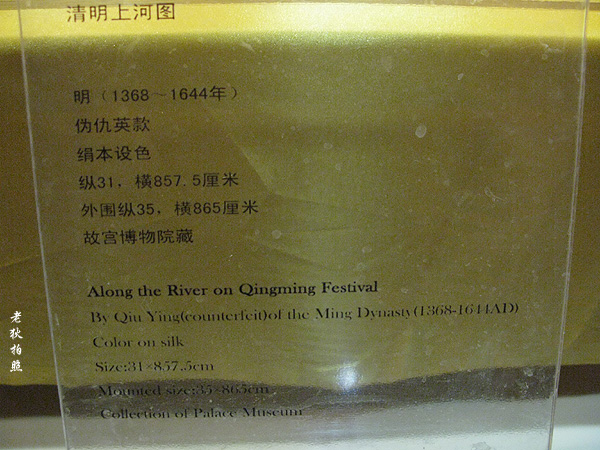 清明上河图
明（1368～1644年）
伪仇英款
绢本设色
纵31，横857.5厘米
外围纵35，横865厘米
故宫博物院藏
Along the River on Qingming Festival
By Qiu Ying(counterfeit)of the Ming Dynasty(1368-1644AD)
Color on silk
Size:31×857.5cm
Mounted size:35×865cm
Collection of Palace Museum
老狄拍照